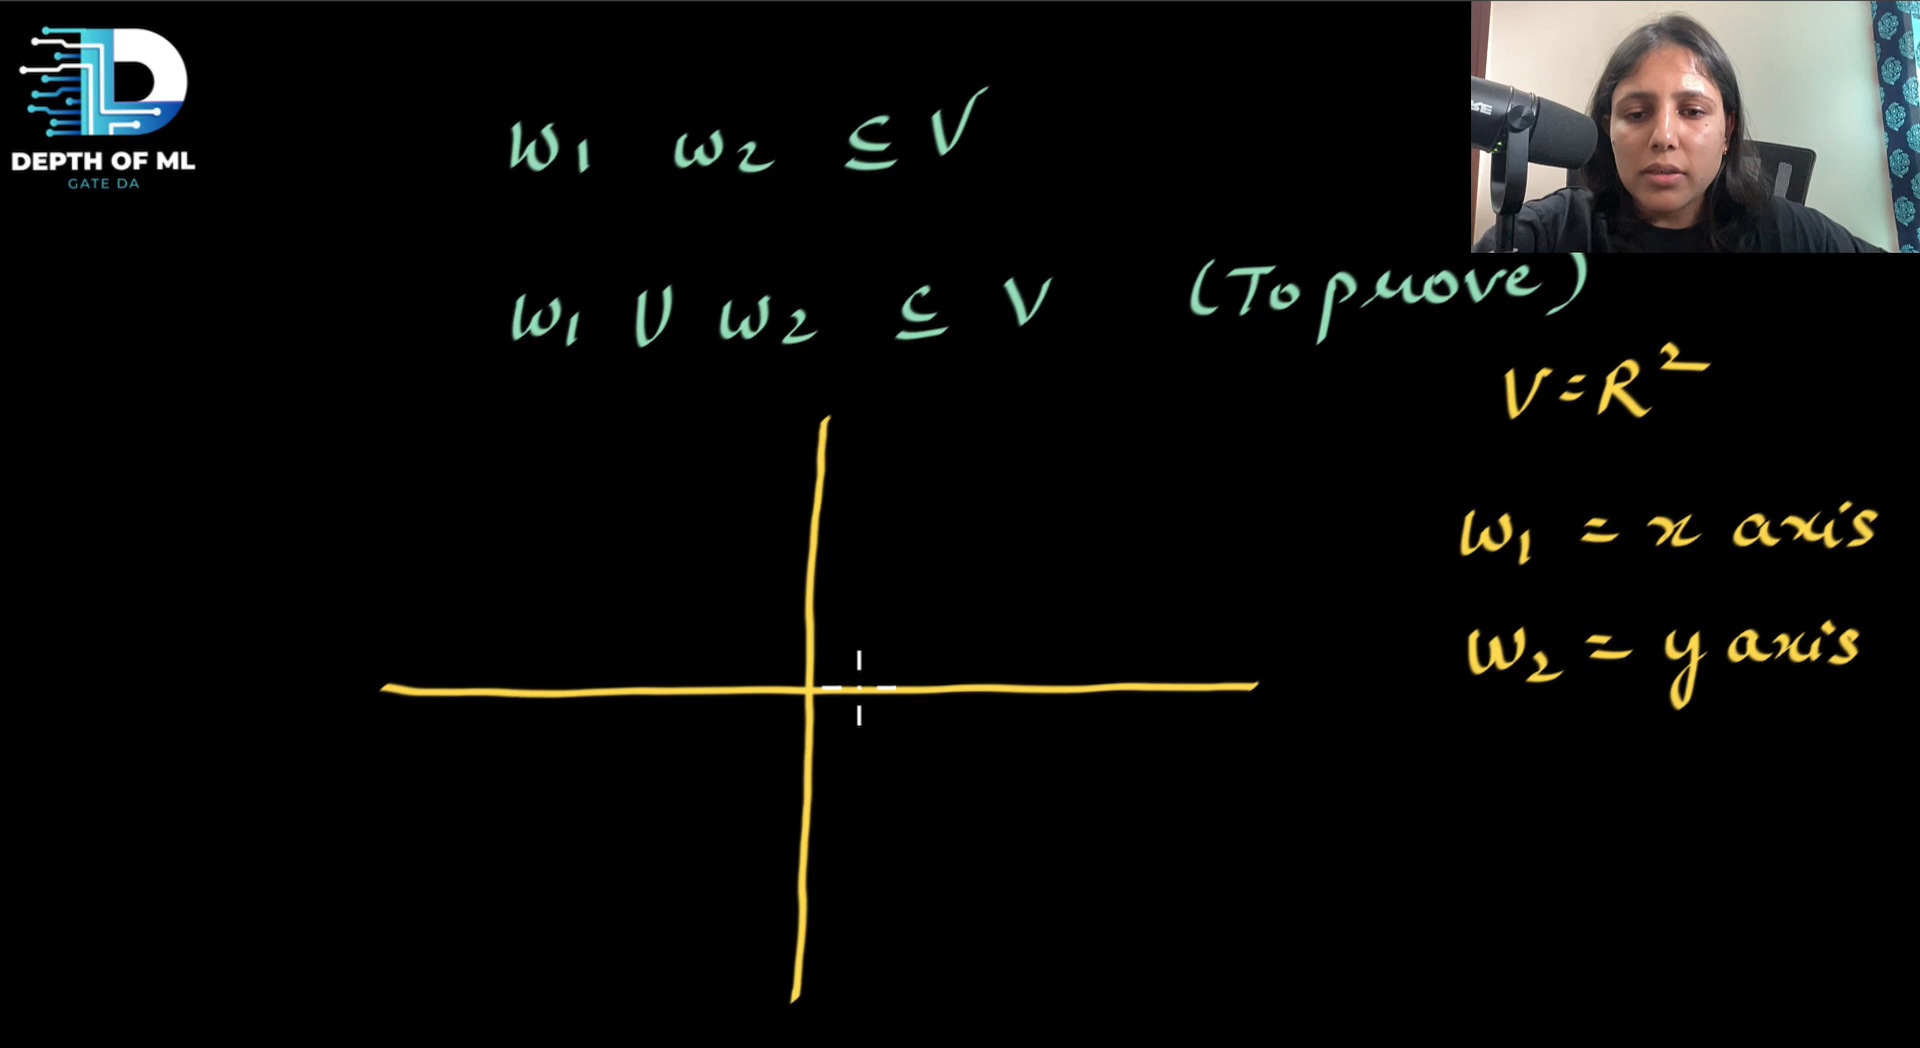 DEPTH OF ML
GATE DA
W1 W2 ⊆ V
W1 U W2 ⊆ V (To prove)
V=R²
W1 = x axis
W2 = y axis